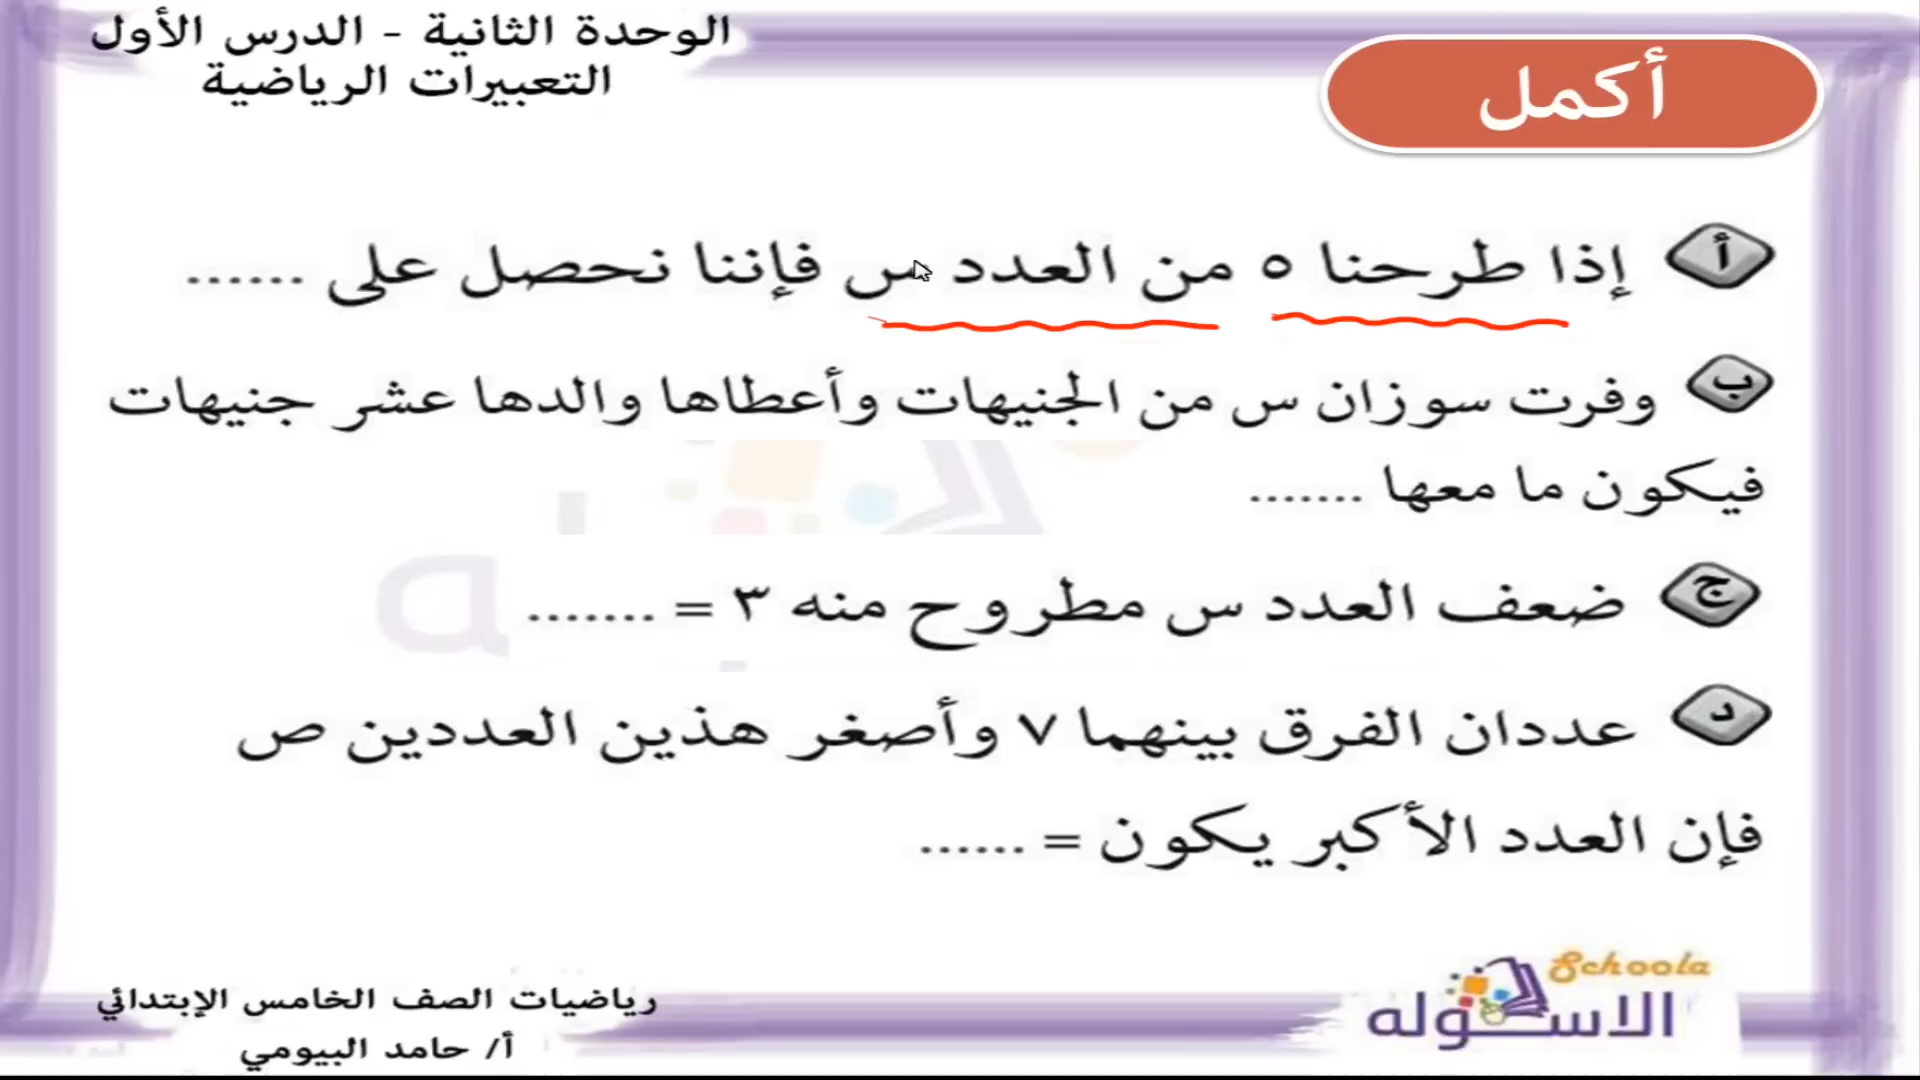 الوحدة الثانية - الدرس الأول
التعبيرات الرياضية
أكمل
أ إذا طرحنا ٥ من العدد س فإننا نحصل على ......
ب وفرت سوزان س من الجنيهات وأعطاها والدها عشر جنيهات
فيكون ما معها .......
ج ضعف العدد س مطروح منه ٣ = .......
د عددان الفرق بينهما ٧ وأصغر هذين العددين ص
فإن العدد الأكبر يكون = ......
Schoola
الاسكوله
رياضيات الصف الخامس الإبتدائي
أ/ حامد البيومي